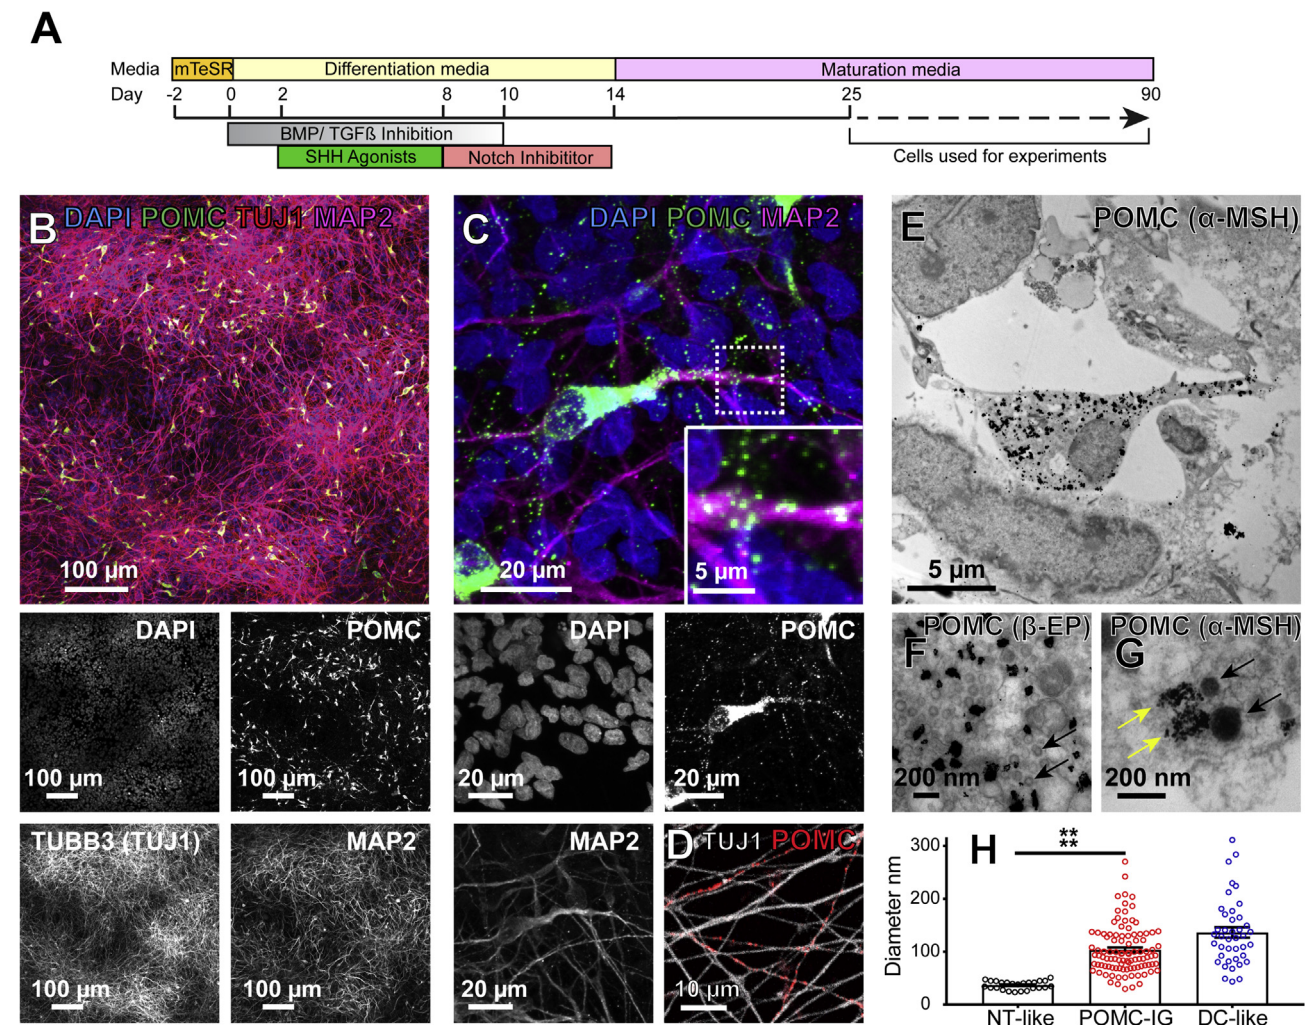 A
Media mTeSR Differentiation media Maturation media
Day -2 0 2 8 10 14 25 90
BMP/ TGFß Inhibition
SHH Agonists Notch Inhibititor
Cells used for experiments
B DAPI POMC TUJ1 MAP2
100 µm
C DAPI POMC MAP2
20 µm
5 µm
E POMC (α-MSH)
5 µm
DAPI
100 µm
POMC
100 µm
DAPI
20 µm
POMC
20 µm
F POMC (β-EP)
200 nm
G POMC (α-MSH)
200 nm
TUBB3 (TUJ1)
100 µm
MAP2
100 µm
MAP2
20 µm
D TUJ1 POMC
10 µm
H
**
**
Diameter nm
300
200
100
0
NT-like POMC-IG DC-like